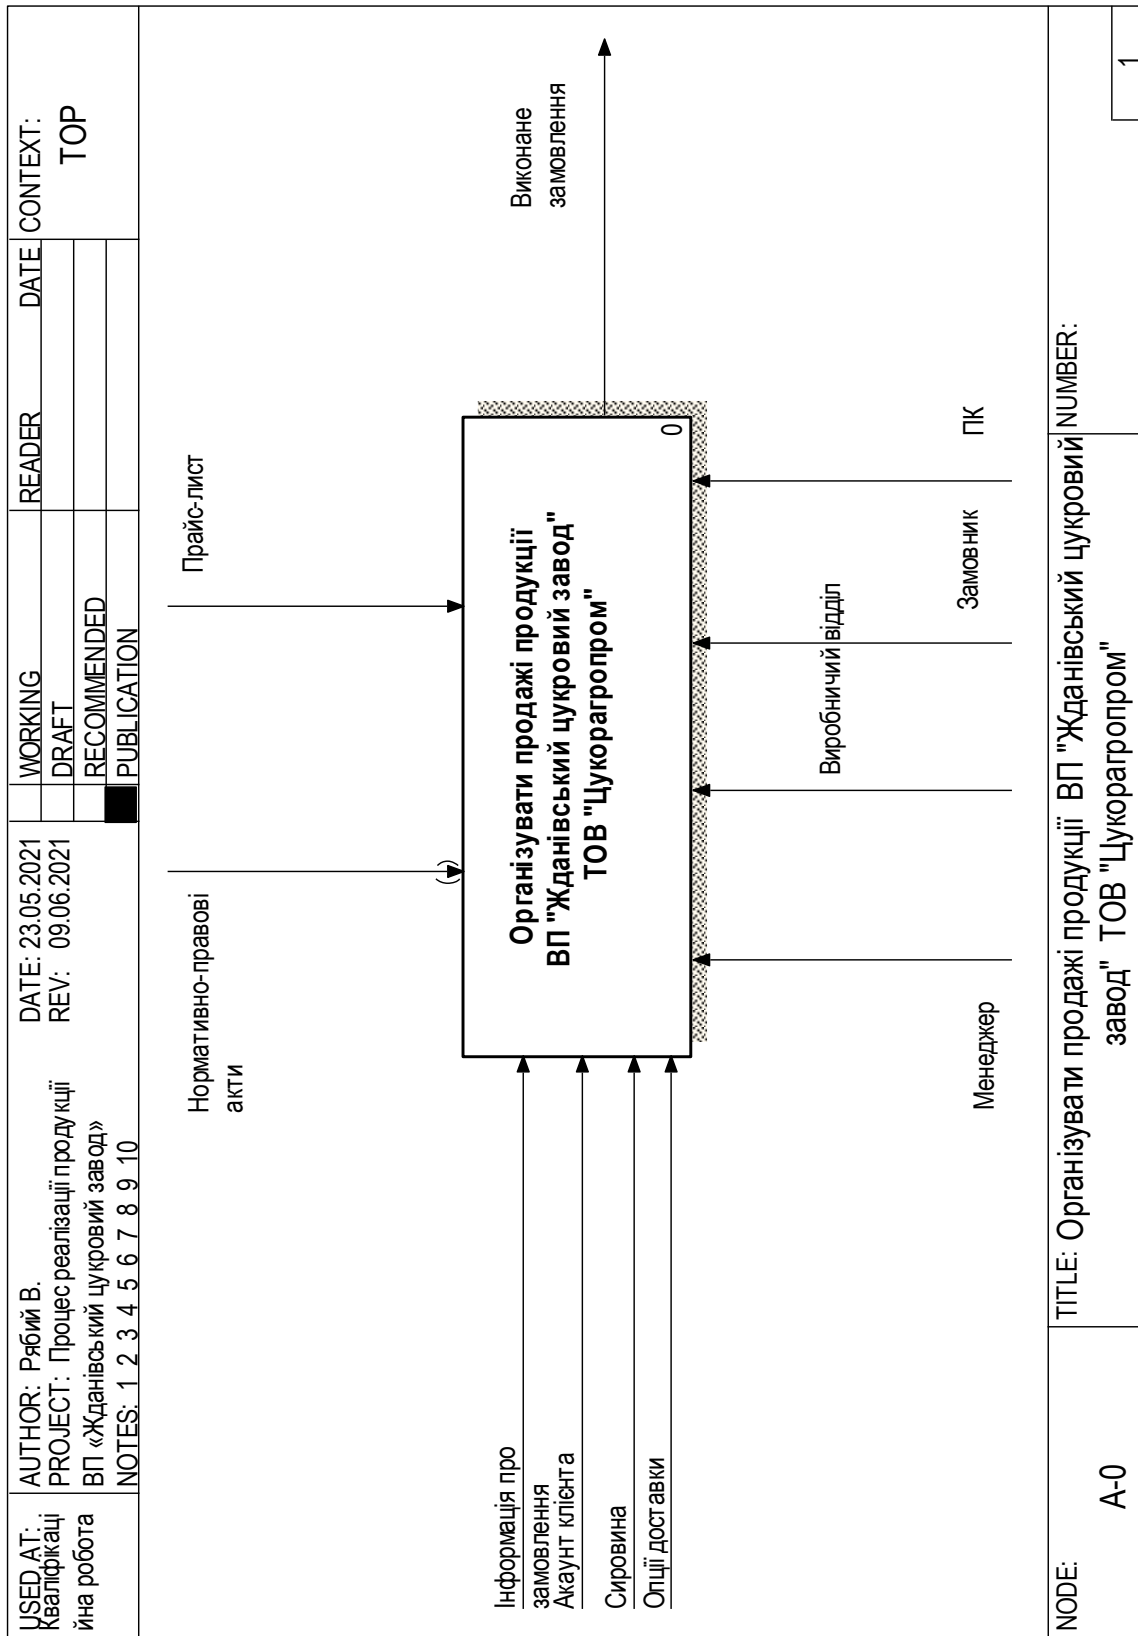 USED AT:
Кваліфікаці
йна робота
AUTHOR: Рябий В.
PROJECT: Процес реалізації продукції
ВП «Жданівський цукровий завод»
NOTES: 1 2 3 4 5 6 7 8 9 10
DATE: 23.05.2021
REV: 09.06.2021
WORKING
DRAFT
RECOMMENDED
PUBLICATION
READER
DATE
CONTEXT:
TOP
Нормативно-правові
акти
Прайс-лист
Інформація про
замовлення
Акаунт клієнта
Сировина
Опції доставки
Організувати продажі продукції
ВП "Жданівський цукровий завод"
ТОВ "Цукорагропром"
0
Виконане
замовлення
Менеджер
Виробничий відділ
Замовник
ПК
NODE:
A-0
TITLE: Організувати продажі продукції ВП "Жданівський цукровий
завод" ТОВ "Цукорагропром"
NUMBER:
1